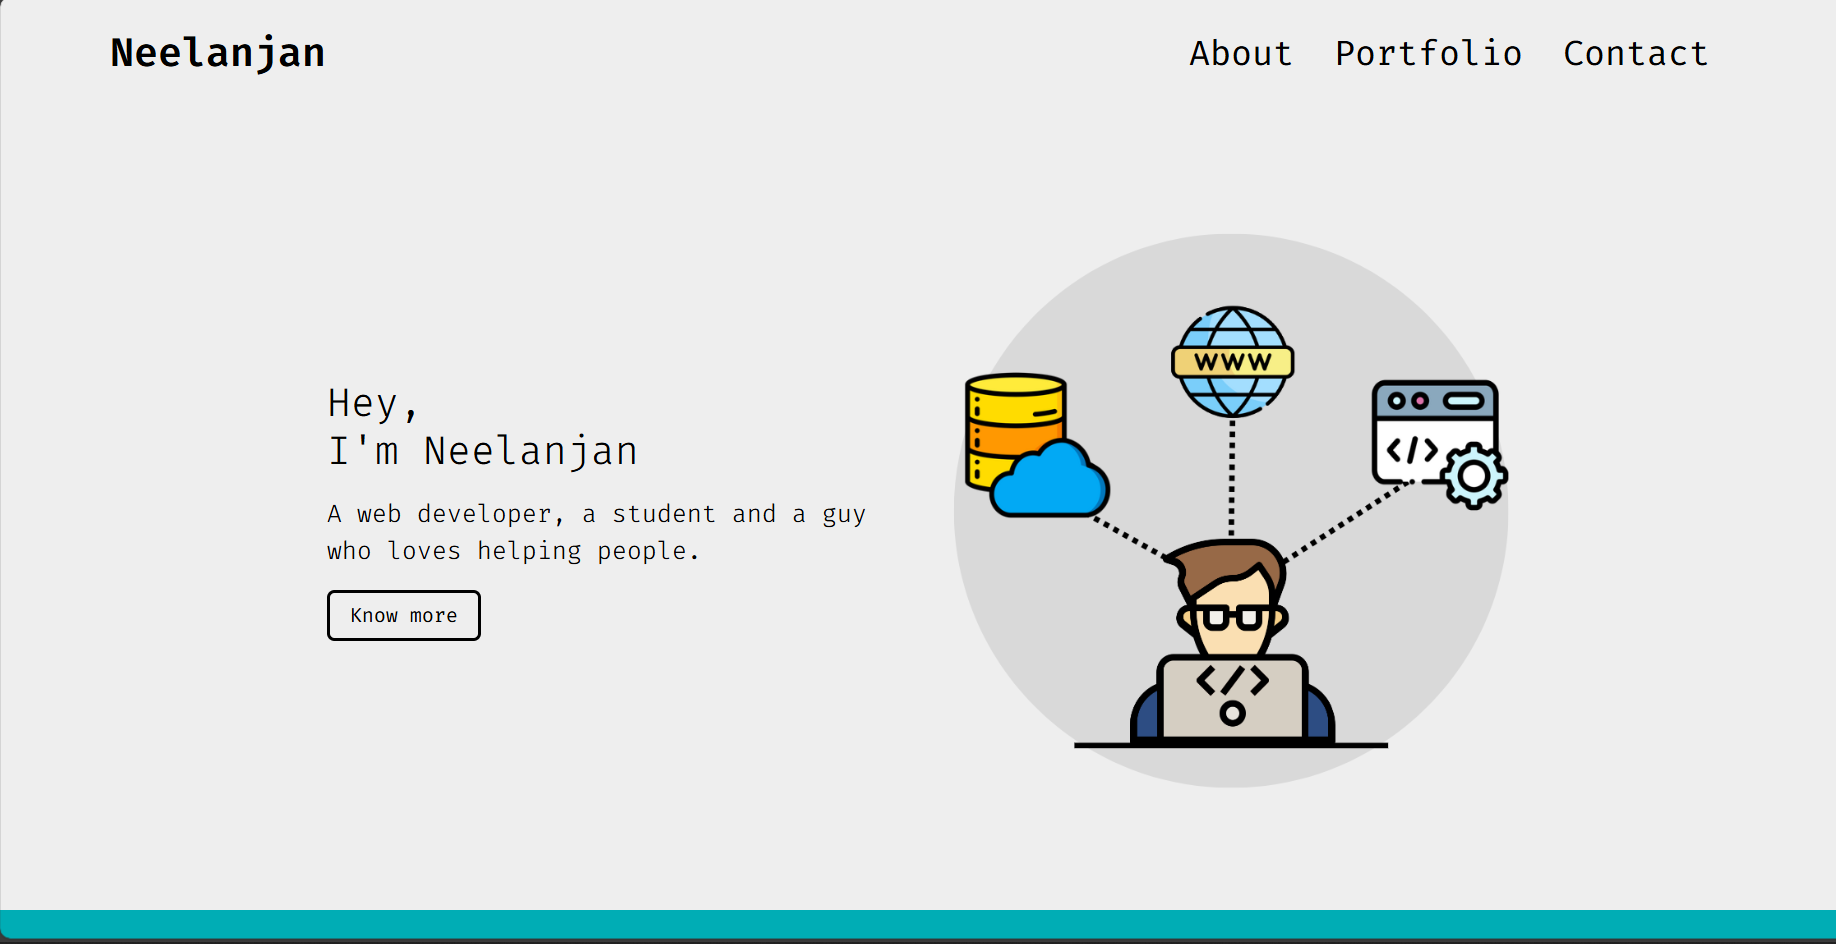 Neelanjan
About Portfolio Contact
Hey,
I'm Neelanjan
A web developer, a student and a guy
who loves helping people.
Know more
WWW
</>
</>